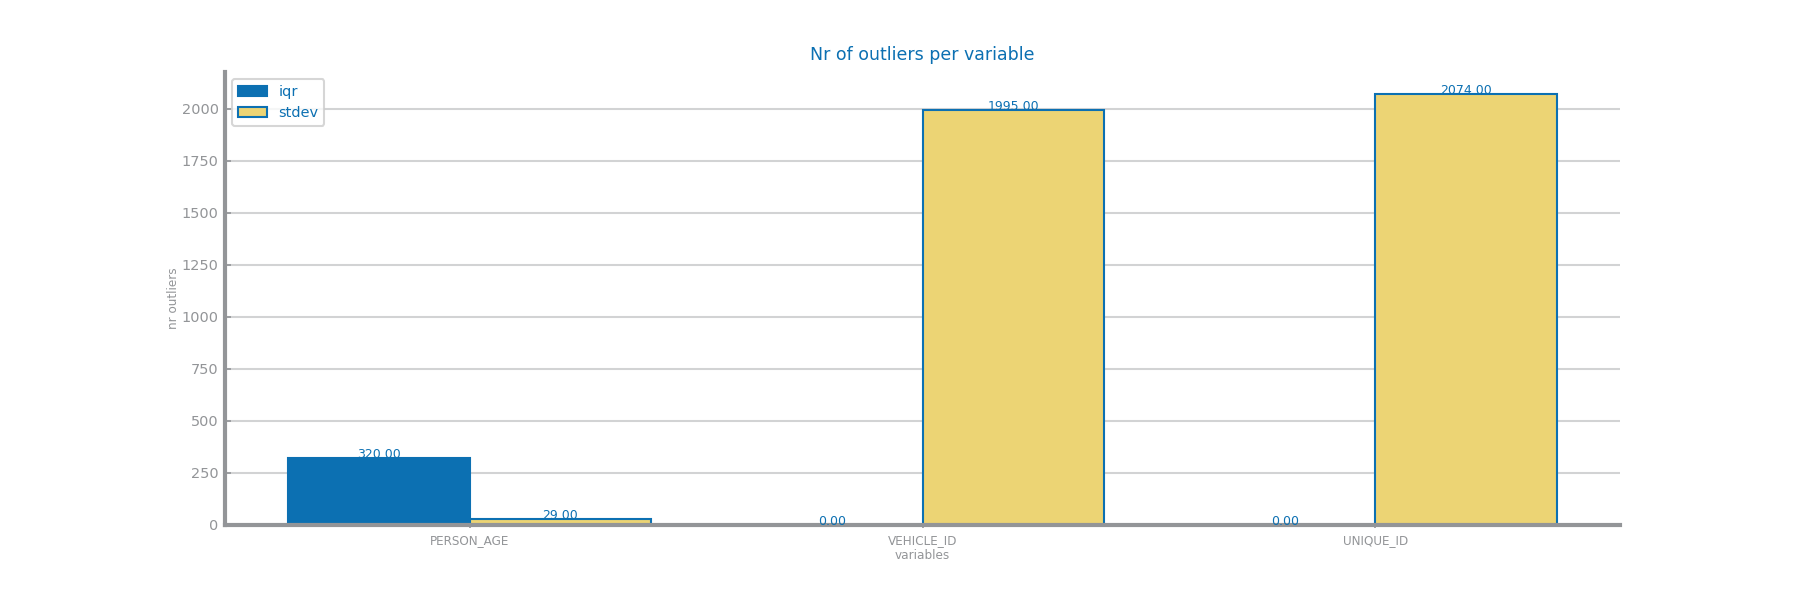 Nr of outliers per variable
iqr
stdev
2000
1750
1500
1250
1000
750
500
250
0
nr outliers
320.00
29.00
0.00
1995.00
0.00
2074.00
PERSON_AGE
VEHICLE_ID
UNIQUE_ID
variables